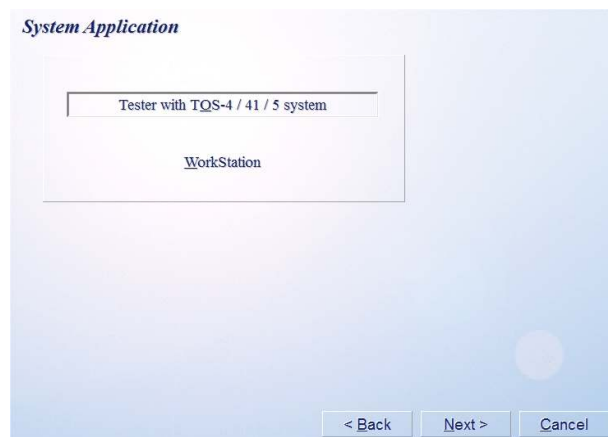 System Application
Tester with TOS-4 / 41 / 5 system
WorkStation
< Back Next > Cancel